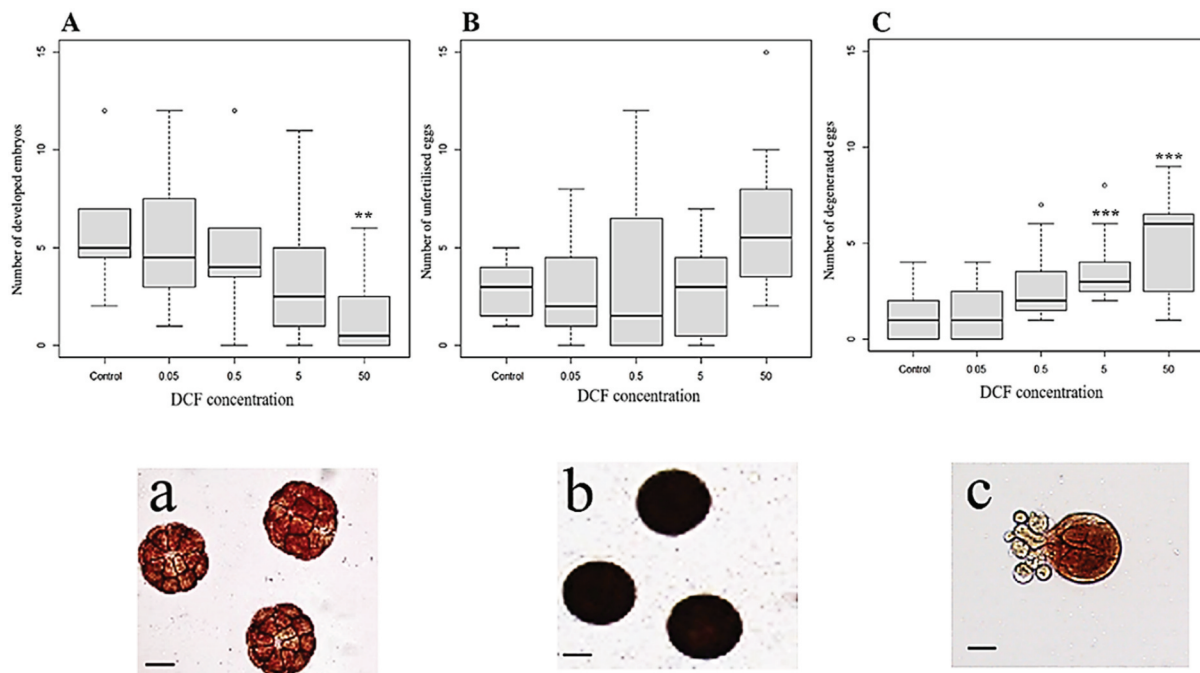 A
Number of developed embryos
15
10
5
0
**
Control 0.05 0.5 5 50
DCF concentration
B
Number of unfertilised eggs
15
10
5
0
Control 0.05 0.5 5 50
DCF concentration
C
Number of degenerated eggs
15
10
5
0
***
***
Control 0.05 0.5 5 50
DCF concentration
a
b
c